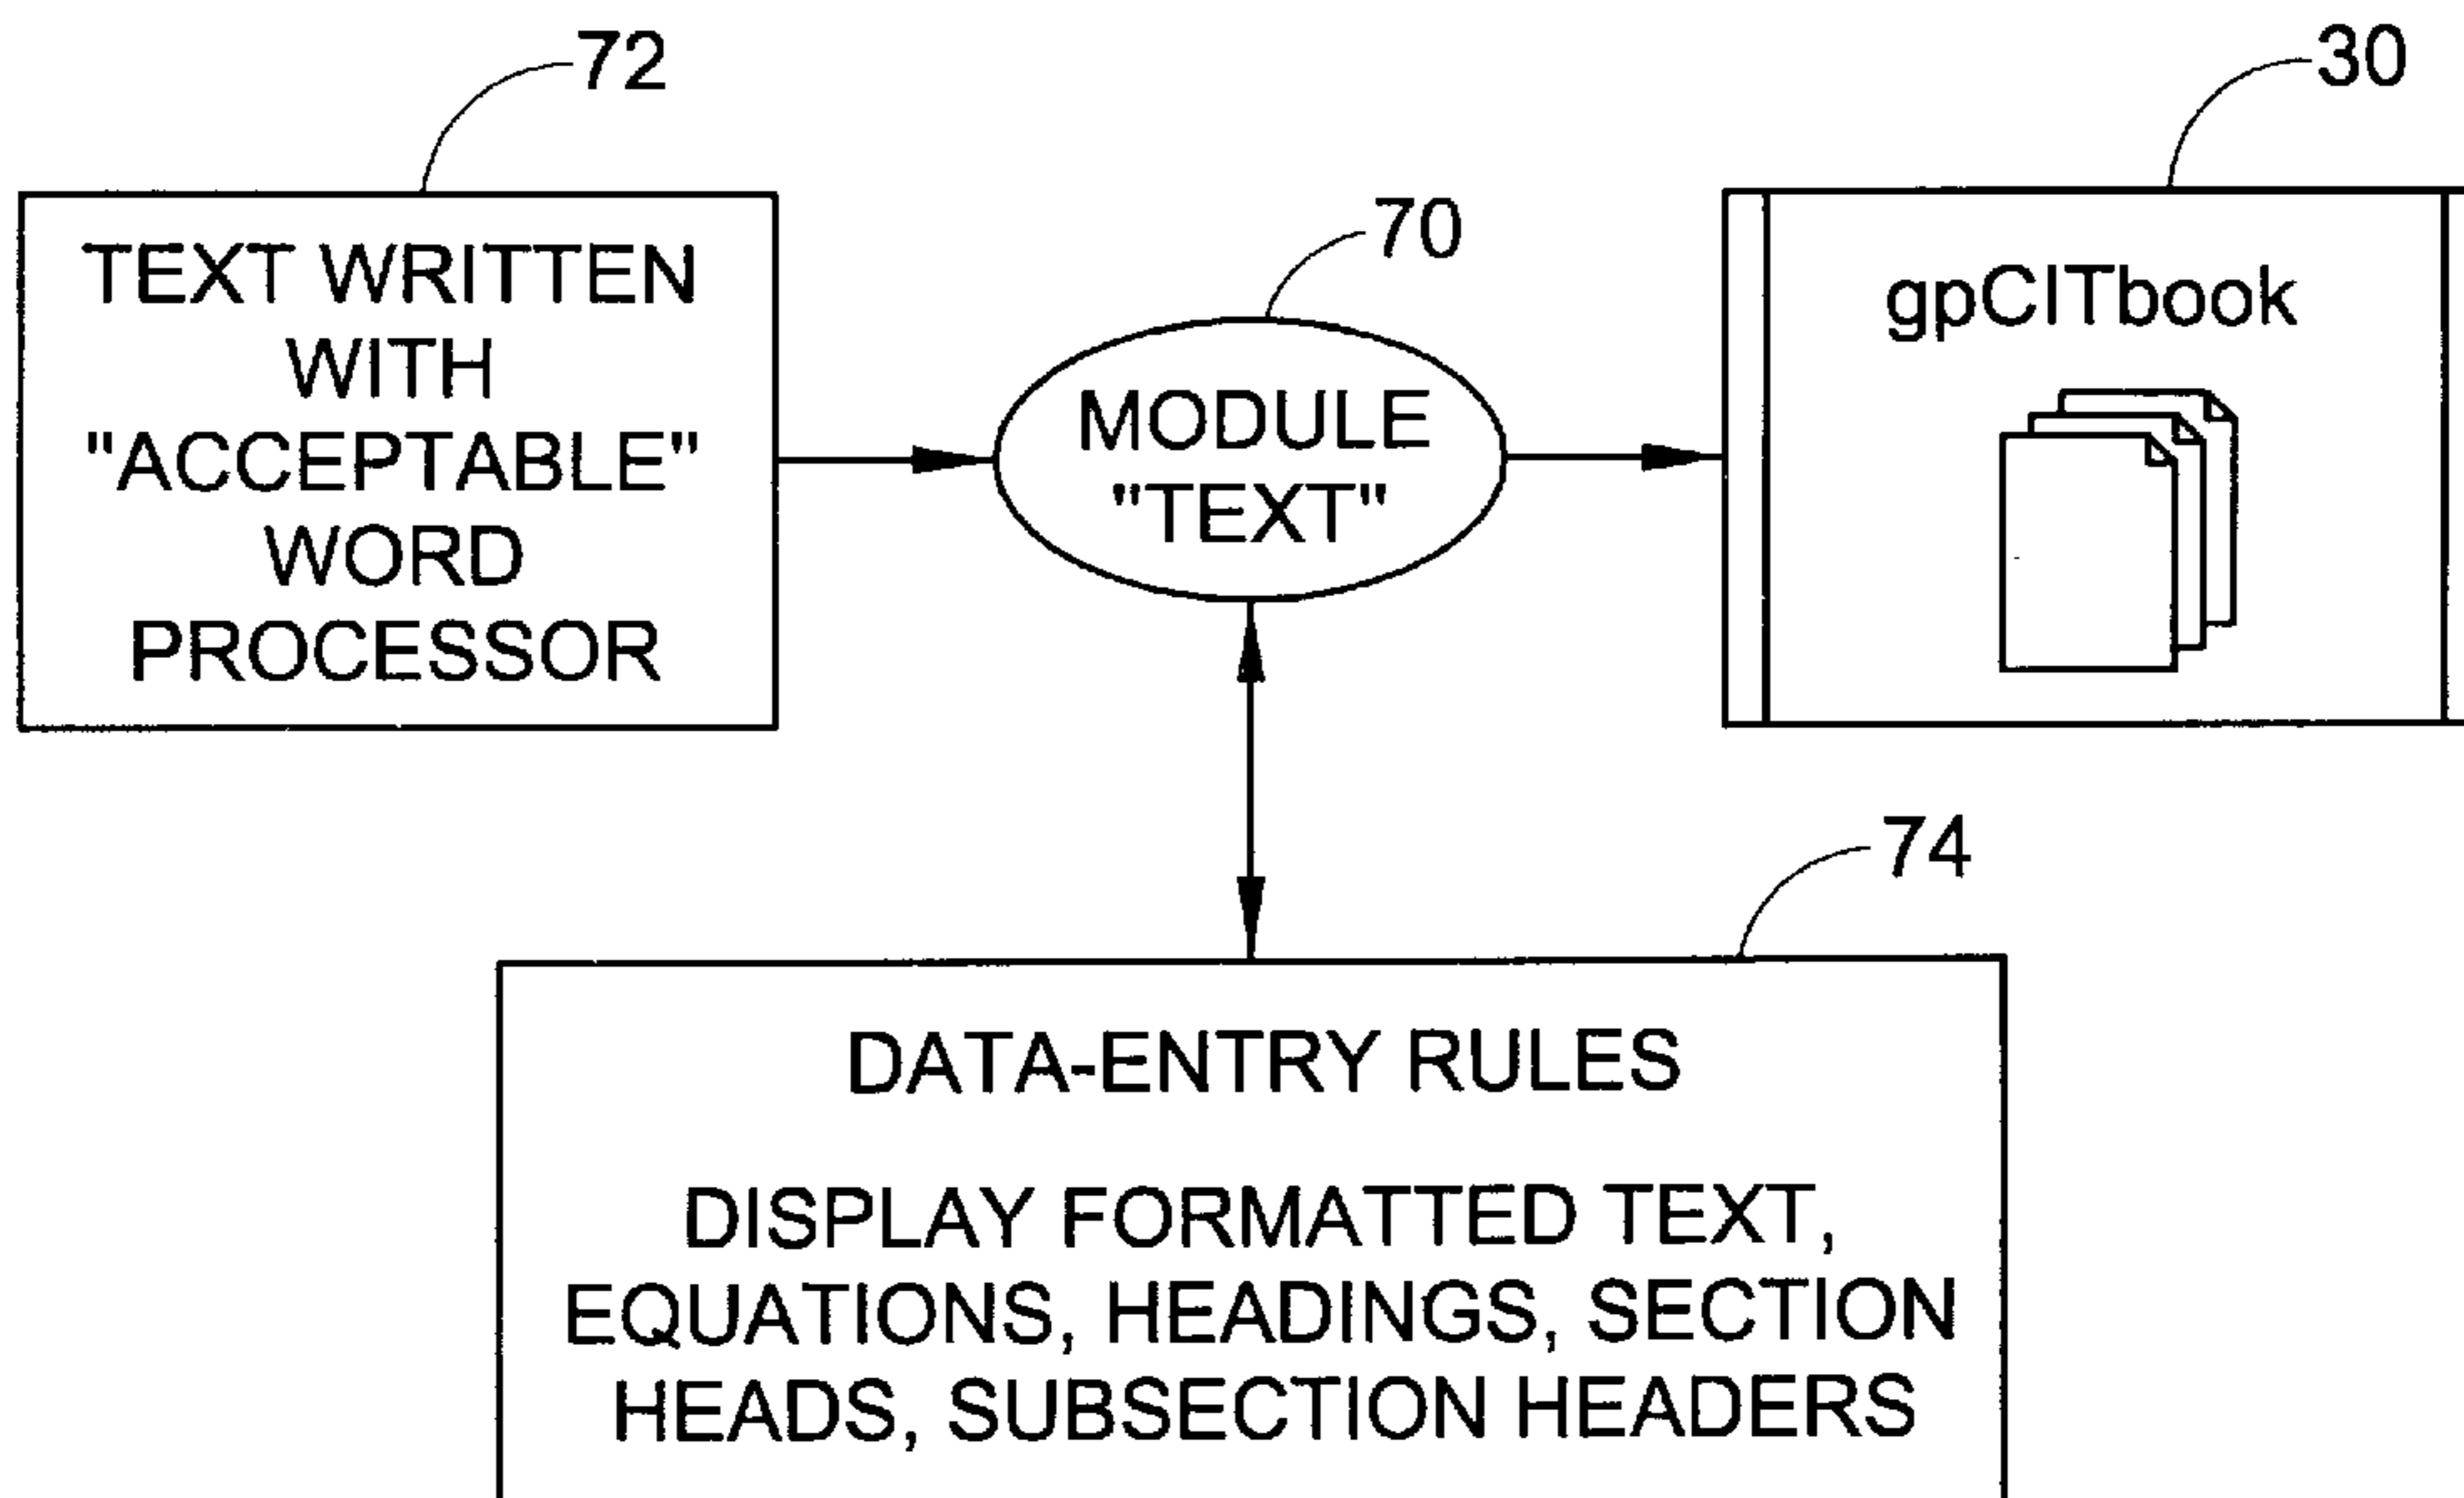 72
30
70
TEXT WRITTEN
WITH
"ACCEPTABLE"
WORD
PROCESSOR
MODULE
"TEXT"
gpCITbook
74
DATA-ENTRY RULES
DISPLAY FORMATTED TEXT,
EQUATIONS, HEADINGS, SECTION
HEADS, SUBSECTION HEADERS